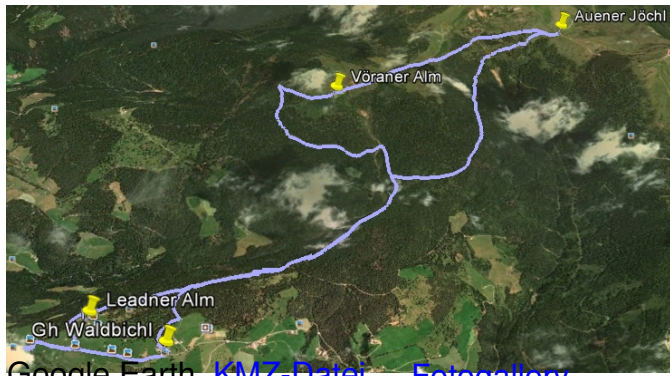 Auener Jöchl
Vöraner Alm
Leadner Alm
Gh Waldbichl
Google Earth KMZ-Datei Fotogallery